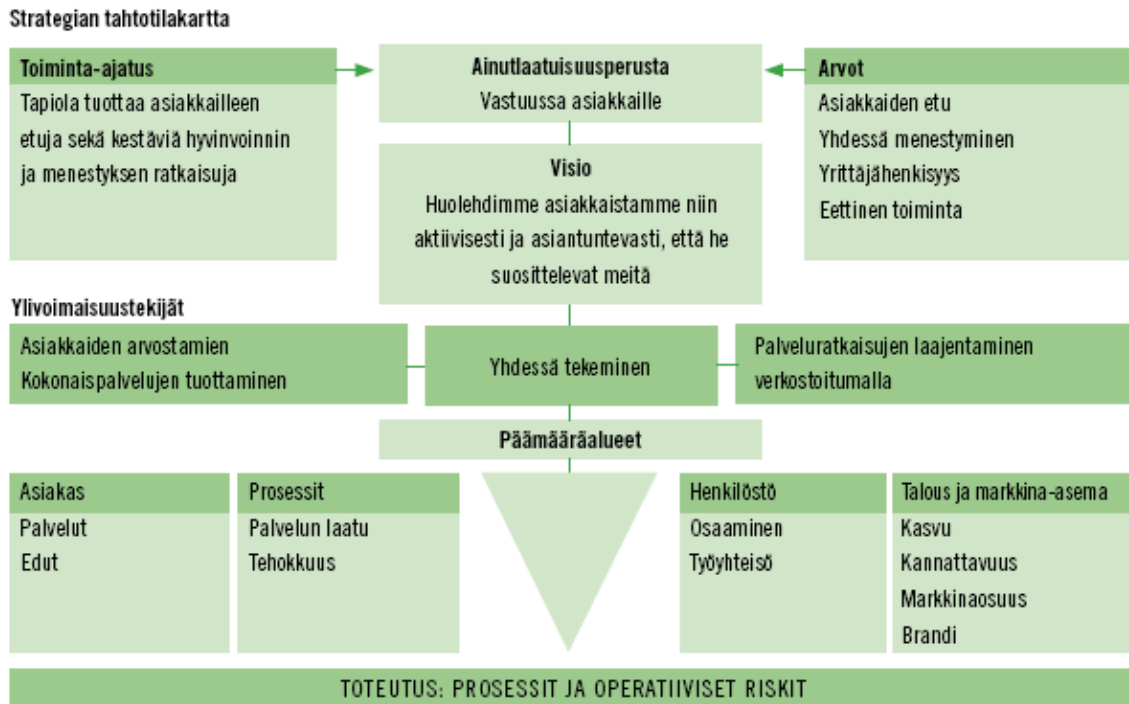 Strategian tahtotilakartta
Toiminta-ajatus
Tapiola tuottaa asiakkailleen
etuja sekä kestäviä hyvinvoinnin
ja menestyksen ratkaisuja
Ainutlaatuisuusperusta
Vastuussa asiakkaille
Arvot
Asiakkaiden etu
Yhdessä menestyminen
Yrittäjähenkisyys
Eettinen toiminta
Visio
Huolehdimme asiakkaistamme niin
aktiivisesti ja asiantuntevasti, että he
suosittelevat meitä
Ylivoimaisuustekijät
Asiakkaiden arvostamien
Kokonaispalvelujen tuottaminen
Yhdessä tekeminen
Palveluratkaisujen laajentaminen
verkostoitumalla
Päämääräalueet
Asiakas
Palvelut
Edut
Prosessit
Palvelun laatu
Tehokkuus
Henkilöstö
Osaaminen
Työyhteisö
Talous ja markkina-asema
Kasvu
Kannattavuus
Markkinaosuus
Brandi
TOTEUTUS: PROSESSIT JA OPERATIIVISET RISKIT